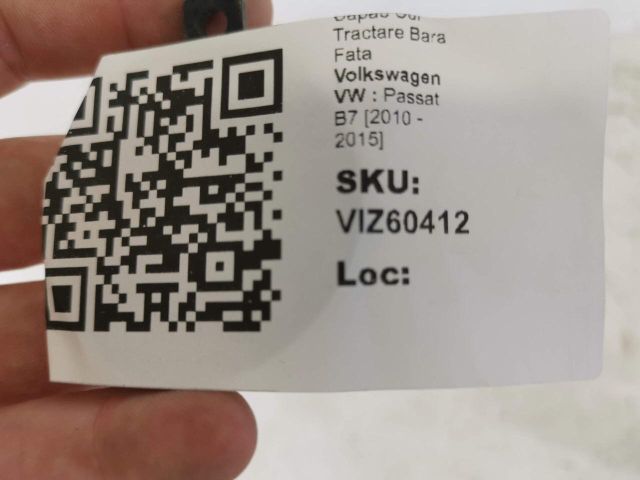 Tractare Bara
Fata
Volkswagen
VW : Passat
B7 [2010 -
2015]
SKU:
VIZ60412
Loc: